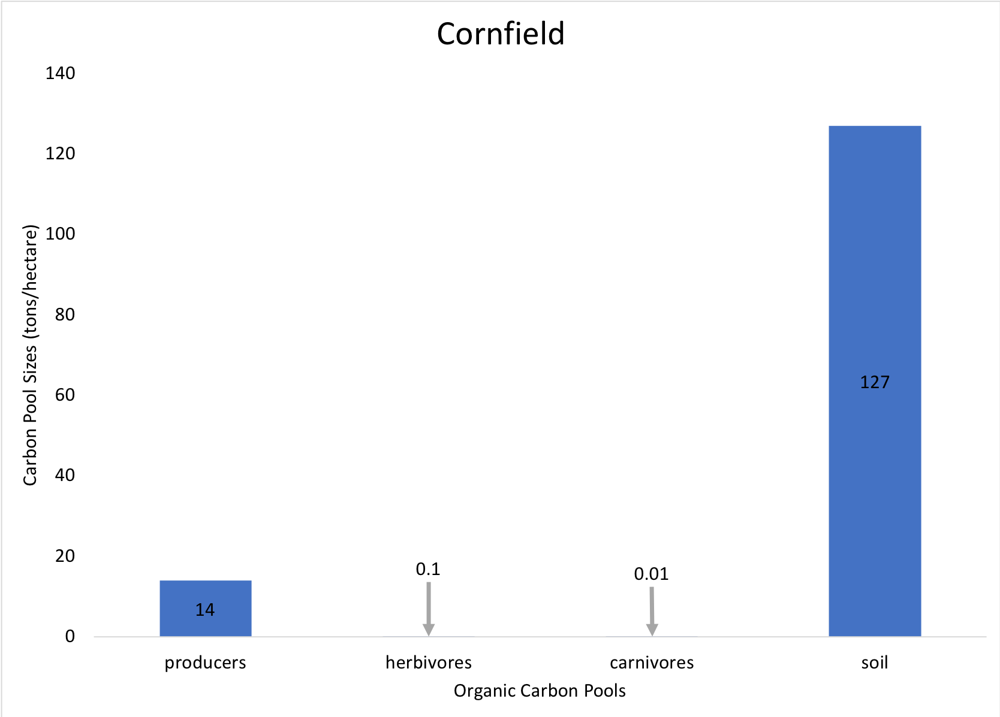 Cornfield
140
120
100
80
60
40
20
0
Carbon Pool Sizes (tons/hectare)
14
0.1
0.01
127
producers
herbivores
carnivores
soil
Organic Carbon Pools